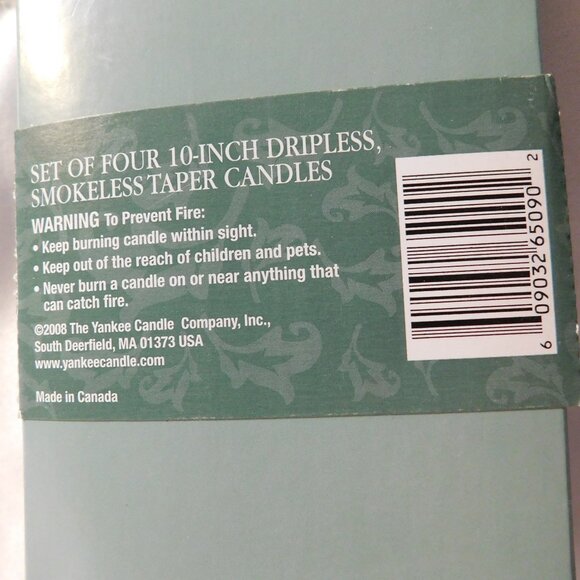 SET OF FOUR 10-INCH DRIPLESS,
SMOKELESS TAPER CANDLES
WARNING To Prevent Fire:
• Keep burning candle within sight.
• Keep out of the reach of children and pets.
• Never burn a candle on or near anything that
can catch fire.
©2008 The Yankee Candle Company, Inc.,
South Deerfield, MA 01373 USA
www.yankeecandle.com
Made in Canada
6 09032 65090 2